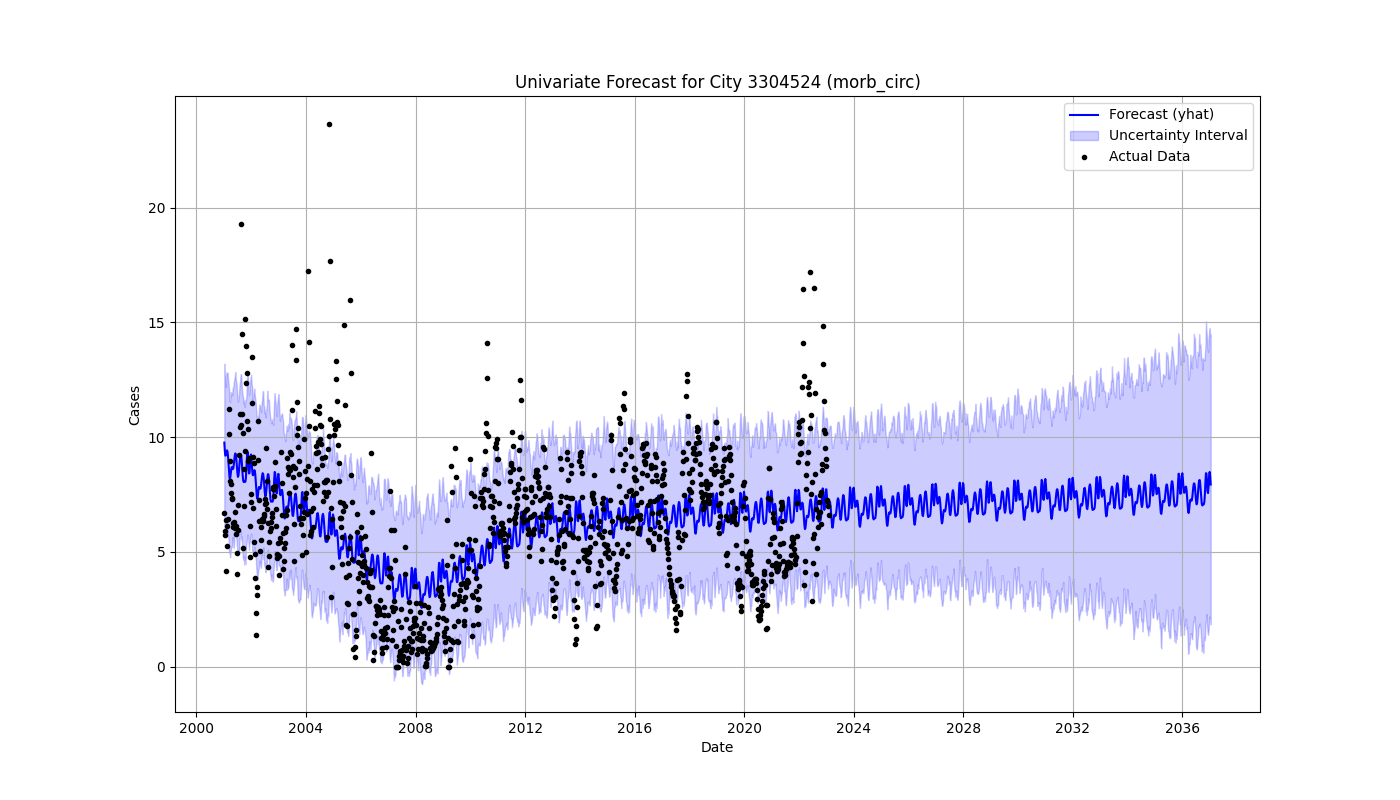 Univariate Forecast for City 3304524 (morb_circ)
Forecast (yhat)
Uncertainty Interval
Actual Data
Cases
20
15
10
5
0
2000 2004 2008 2012 2016 2020 2024 2028 2032 2036
Date